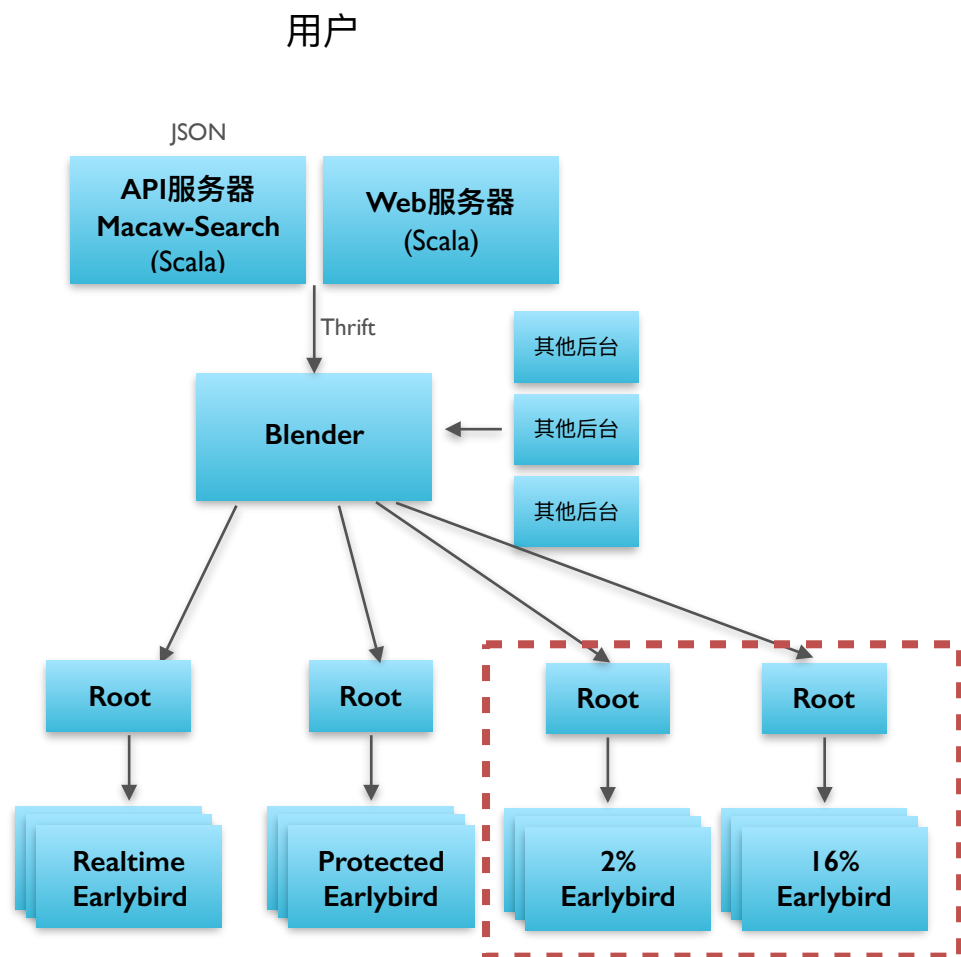 用户
JSON
API服务器
Macaw-Search
(Scala)
Web服务器
(Scala)
Thrift
其他后台
Blender
其他后台
其他后台
Root
Root
Root
Root
Realtime
Earlybird
Protected
Earlybird
2%
Earlybird
16%
Earlybird